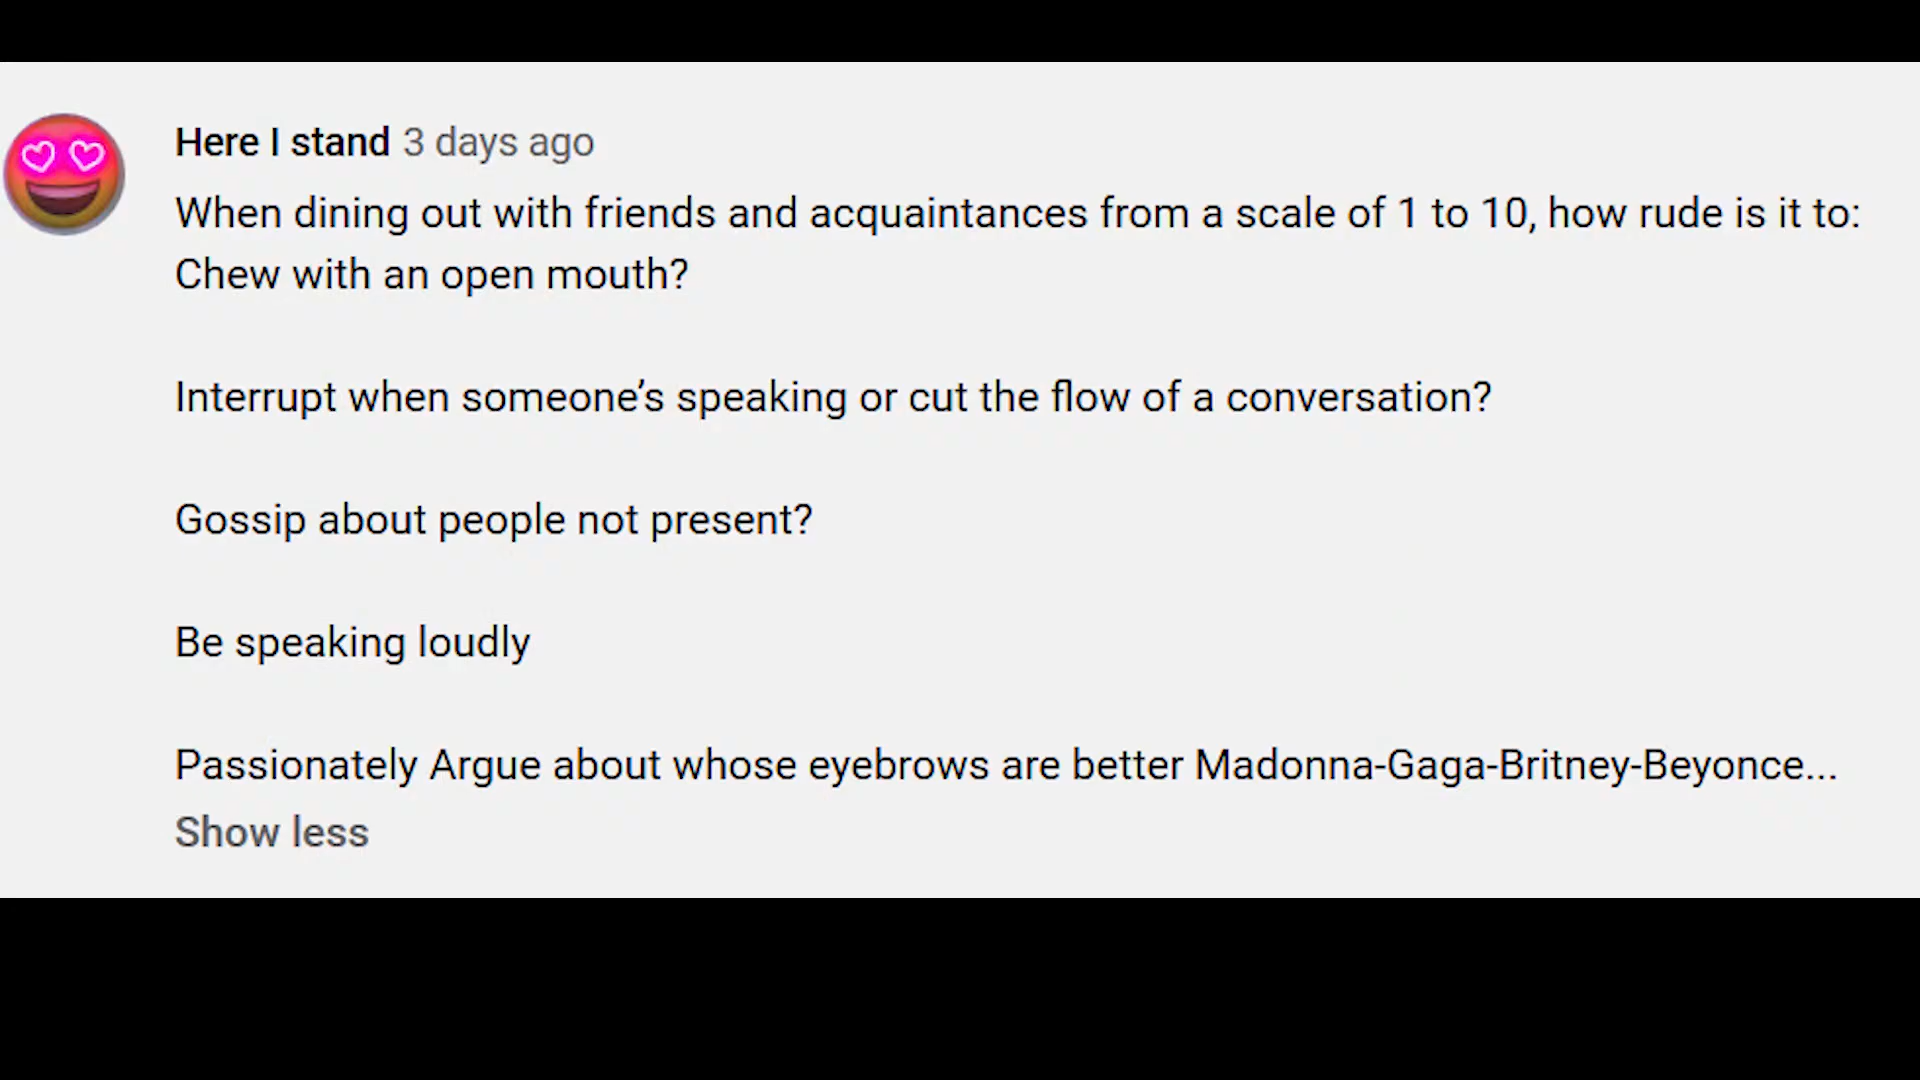 Here I stand 3 days ago
When dining out with friends and acquaintances from a scale of 1 to 10, how rude is it to:
Chew with an open mouth?
Interrupt when someone’s speaking or cut the flow of a conversation?
Gossip about people not present?
Be speaking loudly
Passionately Argue about whose eyebrows are better Madonna-Gaga-Britney-Beyonce...
Show less